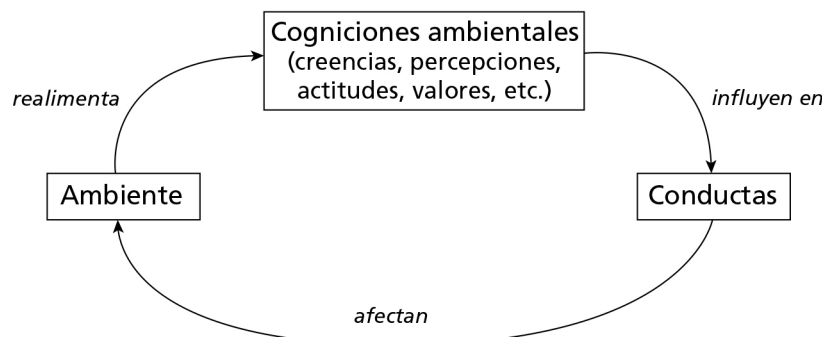 Cogniciones ambientales
(creencias, percepciones,
actitudes, valores, etc.)
realimenta
influyen en
Ambiente
Conductas
afectan